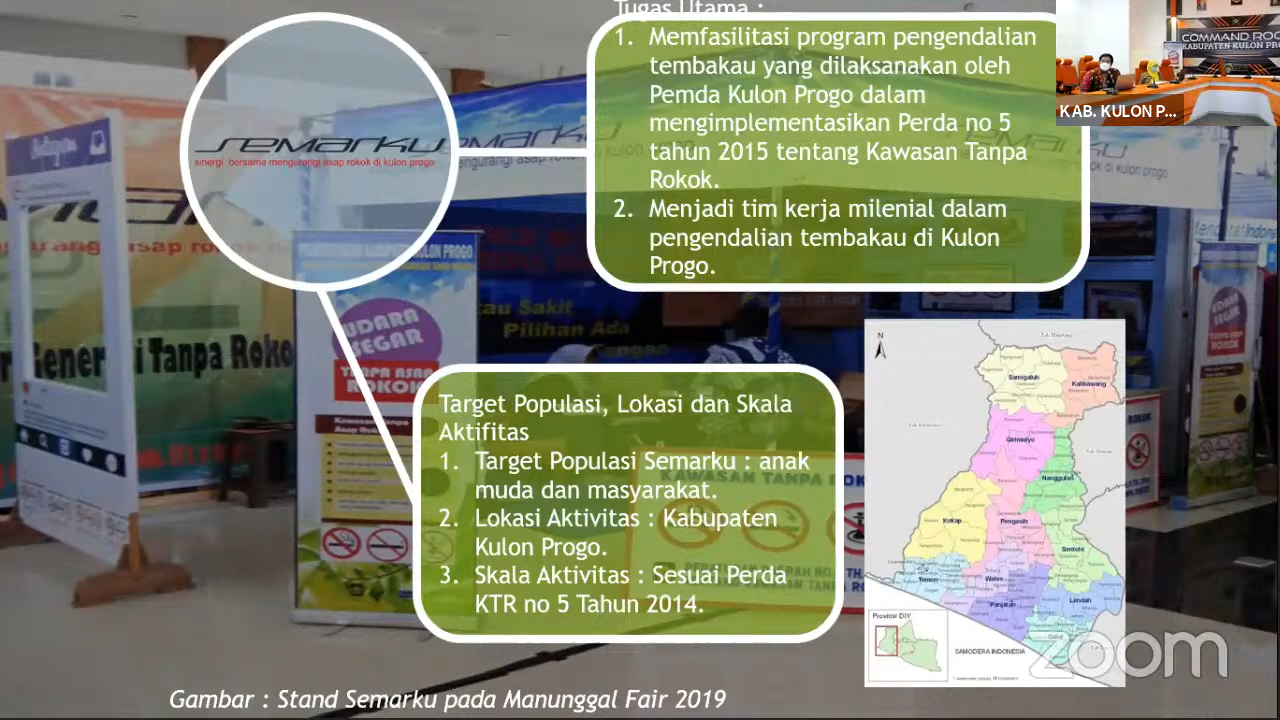 Tugas Utama :
1. Memfasilitasi program pengendalian
tembakau yang dilaksanakan oleh
Pemda Kulon Progo dalam
mengimplementasikan Perda no 5
tahun 2015 tentang Kawasan Tanpa
Rokok.
2. Menjadi tim kerja milenial dalam
pengendalian tembakau di Kulon
Progo.
COMMAND ROO
KABUPATEN KULON PRO
KAB. KULON P...
semarku
sinergi bersama mengurangi asap rokok di kulon progo
UDARA
SEGAR
TANPA ASAP
ROKOK
Tanpa Rokok
Target Populasi, Lokasi dan Skala
Aktifitas
1. Target Populasi Semarku : anak
muda dan masyarakat.
2. Lokasi Aktivitas : Kabupaten
Kulon Progo.
3. Skala Aktivitas : Sesuai Perda
KTR no 5 Tahun 2014.
KAWASAN TANPA ROK
N
Samigaluh
Kalibawang
Girimulyo
Nanggulan
Kokap
Pengasih
Sentolo
Temon
Wates
Panjatan
Lendah
Galur
Provinsi DIY
SAMODERA INDONESIA
zoom
Gambar : Stand Semarku pada Manunggal Fair 2019